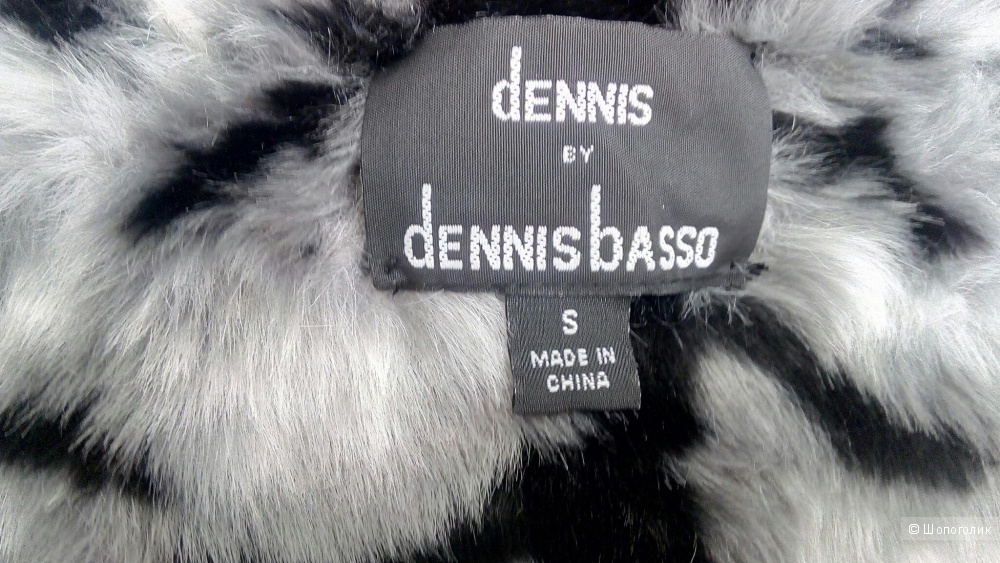 dENNIS
BY
dENNIS bASSO
S
MADE IN
CHINA
© Шопоголик